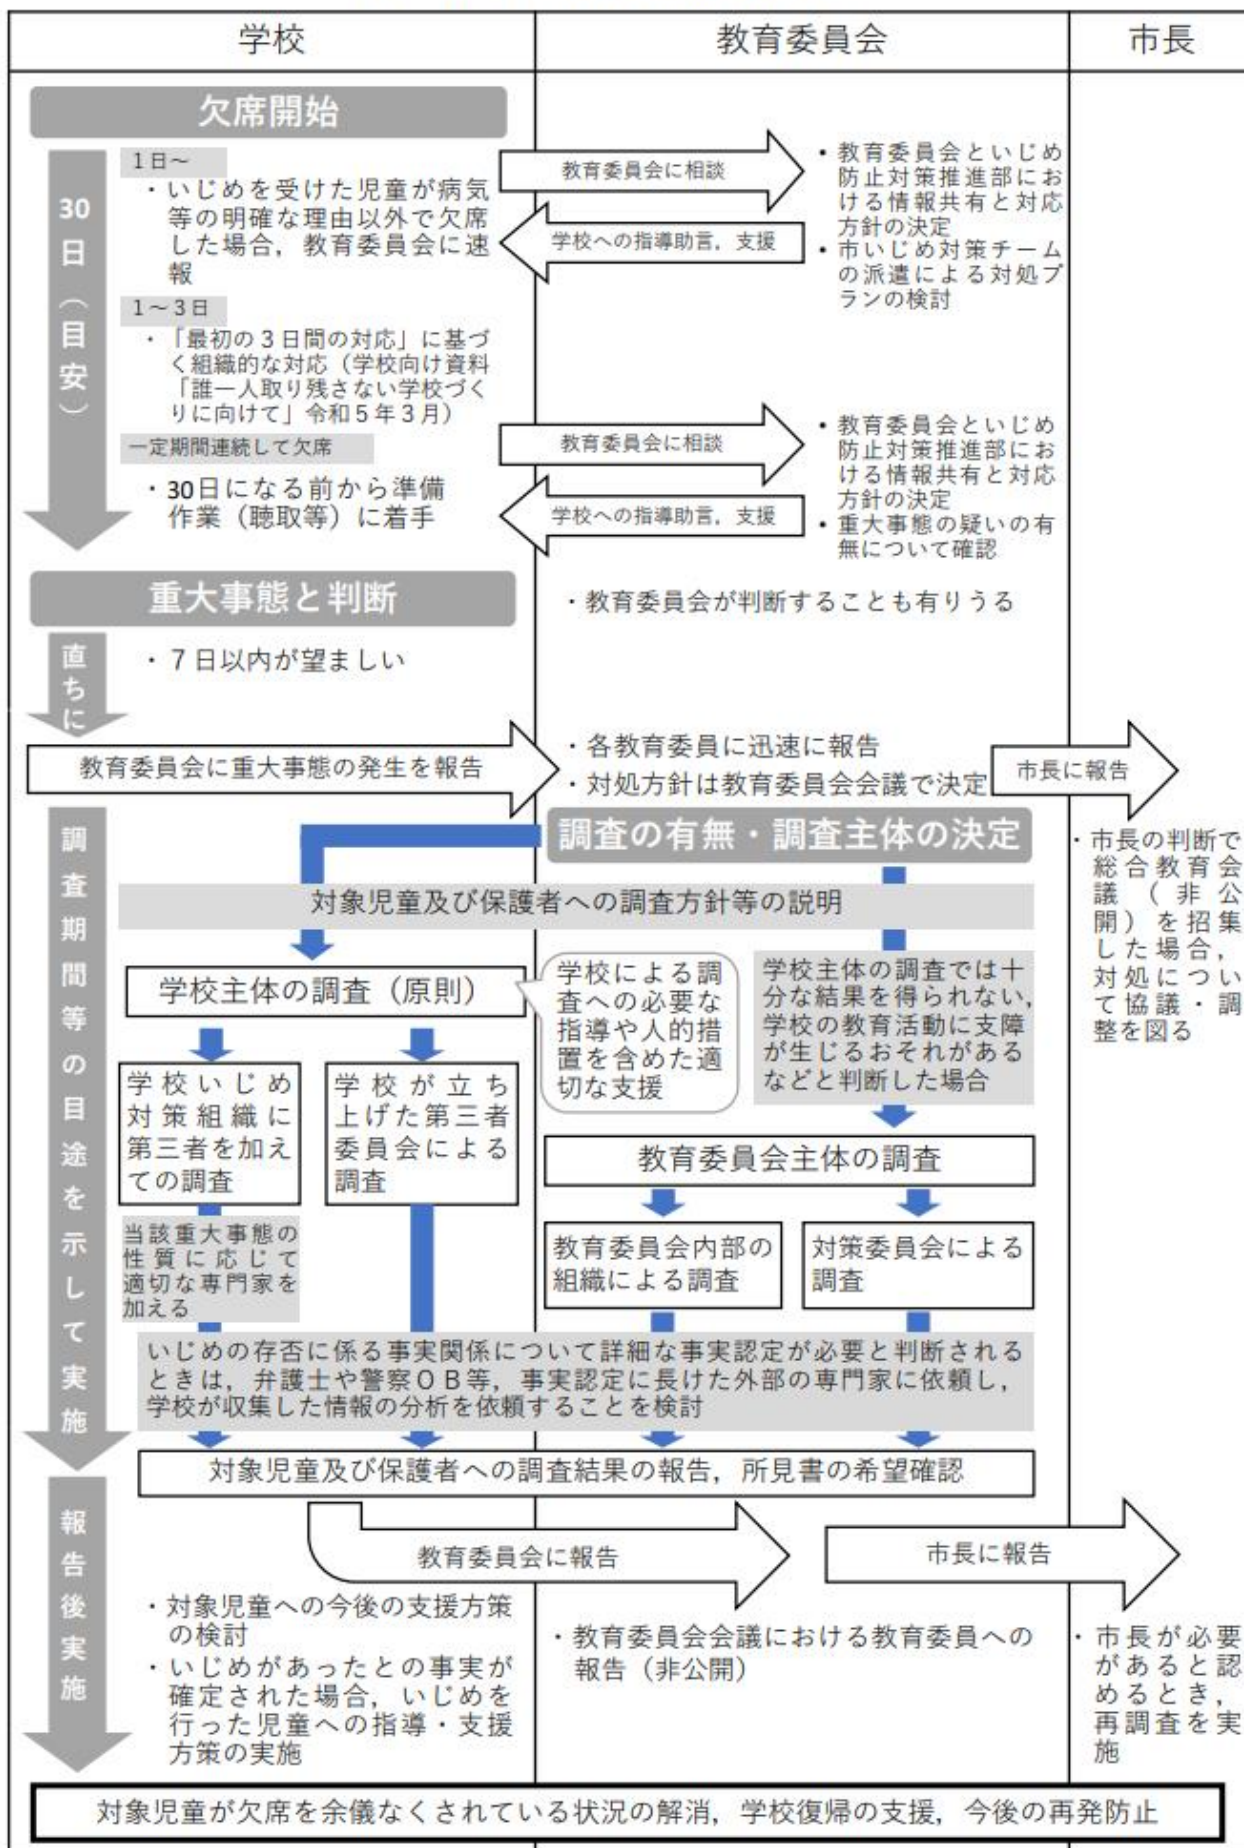 学校
教育委員会
市長
欠席開始
30日（目安）
1日～
・いじめを受けた児童が病気
等の明確な理由以外で欠席
した場合，教育委員会に速
報
教育委員会に相談
学校への指導助言，支援
・教育委員会といじめ
防止対策推進部にお
ける情報共有と対応
方針の決定
・市いじめ対策チーム
の派遣による対処プ
ランの検討
1～3日
・「最初の３日間の対応」に基づ
く組織的な対応（学校向け資料
「誰一人取り残さない学校づく
りに向けて」令和５年３月）
一定期間連続して欠席
・30日になる前から準備
作業（聴取等）に着手
教育委員会に相談
学校への指導助言，支援
・教育委員会といじめ
防止対策推進部にお
ける情報共有と対応
方針の決定
・重大事態の疑いの有
無について確認
重大事態と判断
・教育委員会が判断することも有りうる
直ちに
・７日以内が望ましい
教育委員会に重大事態の発生を報告
・各教育委員に迅速に報告
・対処方針は教育委員会会議で決定
市長に報告
調査期間等の目途を示して実施
調査の有無・調査主体の決定
・市長の判断で
総合教育会
議（非公
開）を招集
した場合，
対処につい
て協議・調
整を図る
対象児童及び保護者への調査方針等の説明
学校主体の調査（原則）
学校による調
査への必要な
指導や人的措
置を含めた適
切な支援
学校主体の調査では十
分な結果を得られない，
学校の教育活動に支障
が生じるおそれがある
などと判断した場合
学校いじめ
対策組織に
第三者を加え
ての調査
学校が立ち
上げた第三者
委員会による
調査
教育委員会主体の調査
当該重大事態の
性質に応じて
適切な専門家を
加える
教育委員会内部の
組織による調査
対策委員会による
調査
いじめの存否に係る事実関係について詳細な事実認定が必要と判断される
ときは，弁護士や警察ＯＢ等，事実認定に長けた外部の専門家に依頼し，
学校が収集した情報の分析を依頼することを検討
対象児童及び保護者への調査結果の報告，所見書の希望確認
報告後実施
教育委員会に報告
市長に報告
・対象児童への今後の支援方策
の検討
・いじめがあったとの事実が
確定された場合，いじめを
行った児童への指導・支援
方策の実施
・教育委員会会議における教育委員への
報告（非公開）
・市長が必要
があると認
めるとき，
再調査を実
施
対象児童が欠席を余儀なくされている状況の解消，学校復帰の支援，今後の再発防止